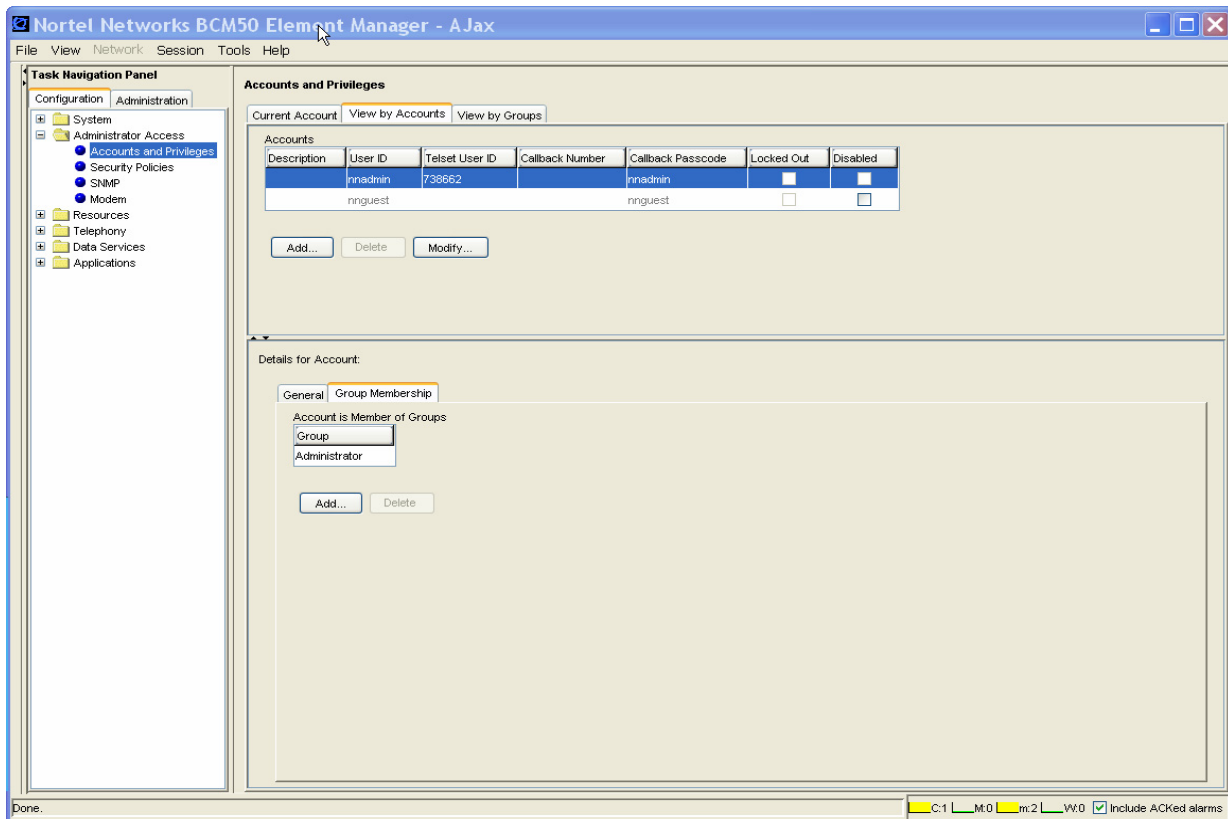 Nortel Networks BCM50 Element Manager - AJax
File View Network Session Tools Help
Task Navigation Panel
Configuration Administration
System
Administrator Access
Accounts and Privileges
Security Policies
SNMP
Modem
Resources
Telephony
Data Services
Applications
Accounts and Privileges
Current Account View by Accounts View by Groups
Accounts
Description User ID Telset User ID Callback Number Callback Passcode Locked Out Disabled
nnadmin 738662 nnadmin
nnguest nnguest
Add... Delete Modify...
Details for Account:
General Group Membership
Account is Member of Groups
Group
Administrator
Add... Delete
Done.
C:1 M:0 m:2 W:0 Include ACKed alarms